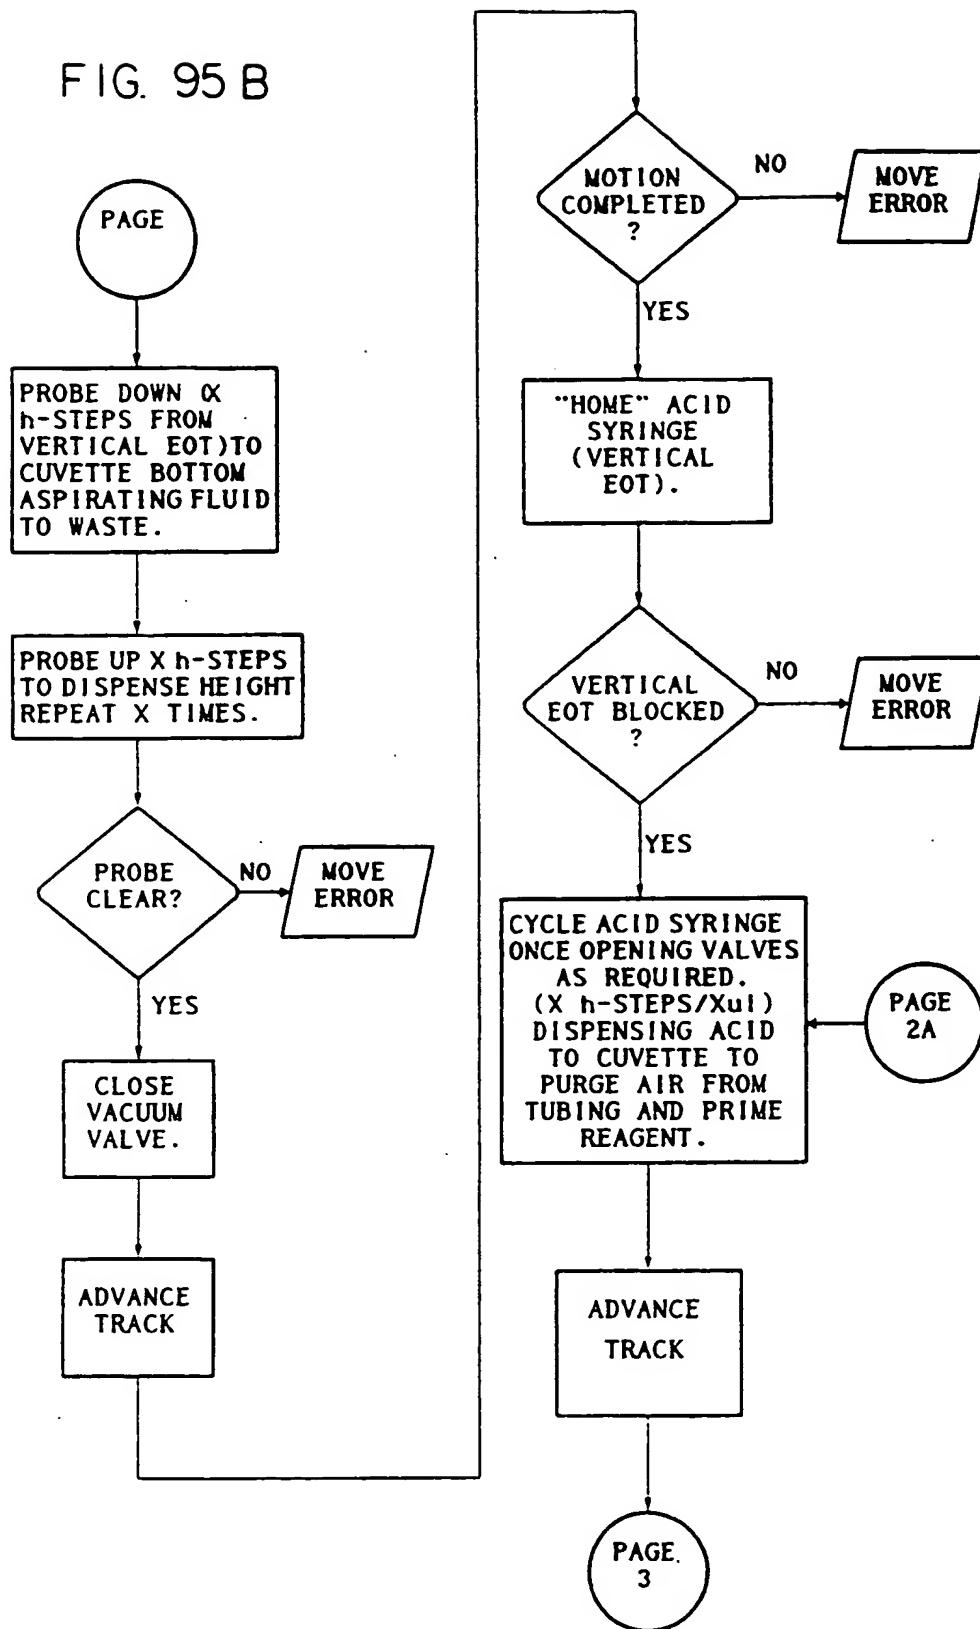 FIG. 95 B
PAGE
PROBE DOWN (X
h-STEPS FROM
VERTICAL EOT)TO
CUVETTE BOTTOM
ASPIRATING FLUID
TO WASTE.
PROBE UP X h-STEPS
TO DISPENSE HEIGHT
REPEAT X TIMES.
PROBE
CLEAR?
NO
MOVE
ERROR
YES
CLOSE
VACUUM
VALVE.
ADVANCE
TRACK
MOTION
COMPLETED
?
NO
MOVE
ERROR
YES
"HOME" ACID
SYRINGE
(VERTICAL
EOT).
VERTICAL
EOT BLOCKED
?
NO
MOVE
ERROR
YES
CYCLE ACID SYRINGE
ONCE OPENING VALVES
AS REQUIRED.
(X h-STEPS/Xul)
DISPENSING ACID
TO CUVETTE TO
PURGE AIR FROM
TUBING AND PRIME
REAGENT.
PAGE
2A
ADVANCE
TRACK
PAGE.
3